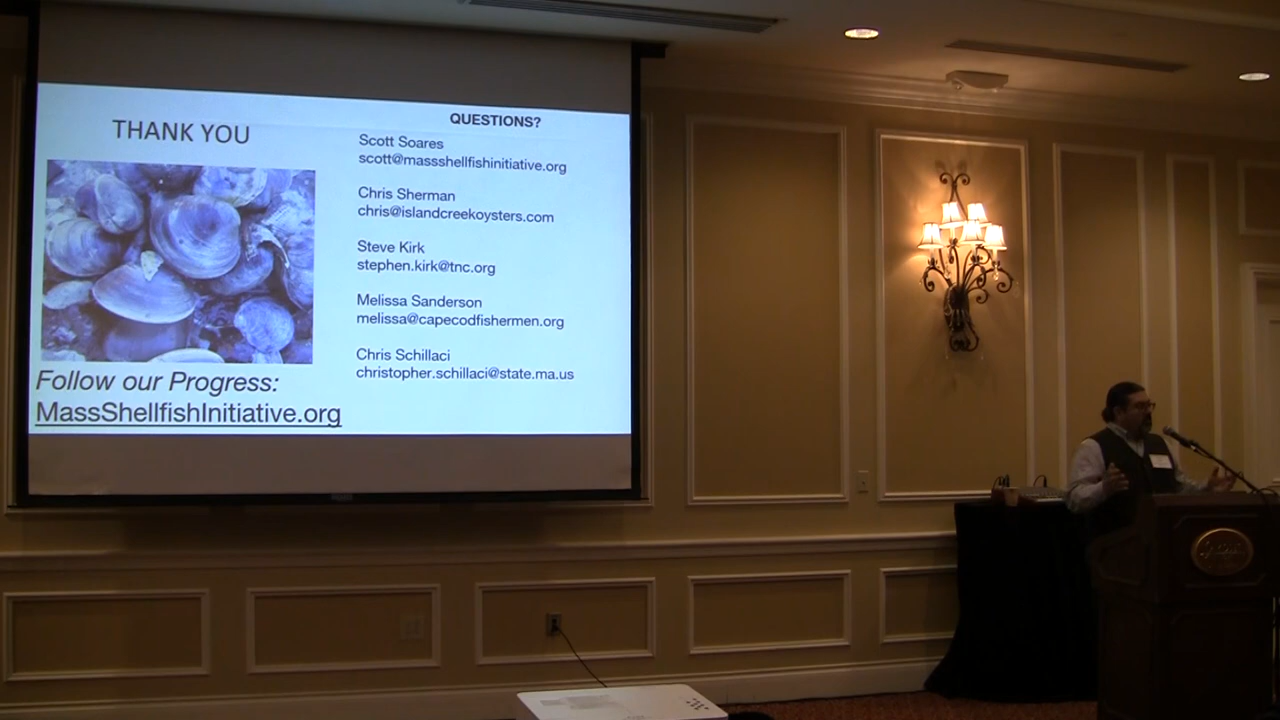 THANK YOU
Follow our Progress:
MassShellfishInitiative.org
QUESTIONS?
Scott Soares
scott@massshellfishinitiative.org
Chris Sherman
chris@islandcreekoysters.com
Steve Kirk
stephen.kirk@tnc.org
Melissa Sanderson
melissa@capecodfishermen.org
Chris Schillaci
christopher.schillaci@state.ma.us